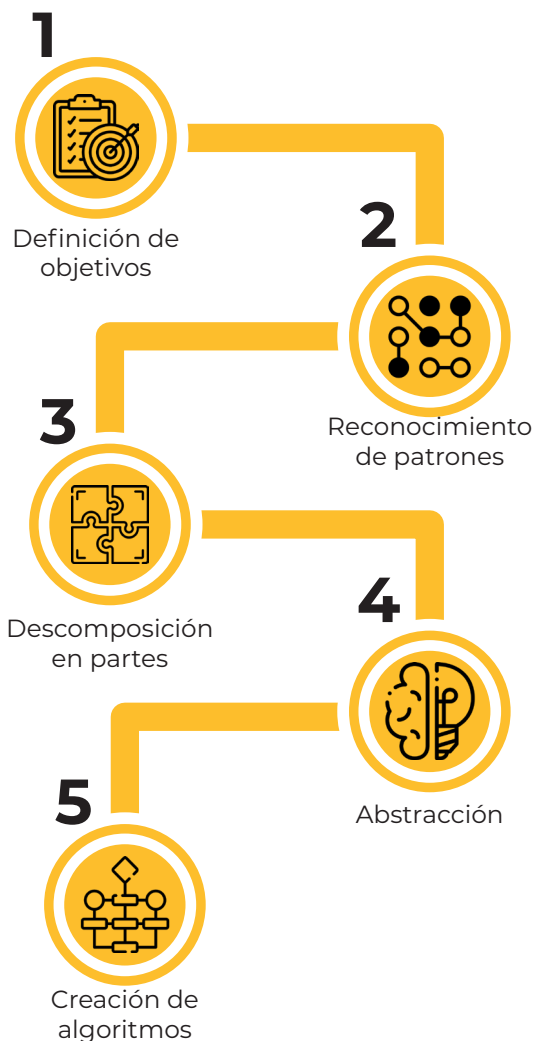 1
Definición de
objetivos
2
Reconocimiento
de patrones
3
Descomposición
en partes
4
Abstracción
5
Creación de
algoritmos